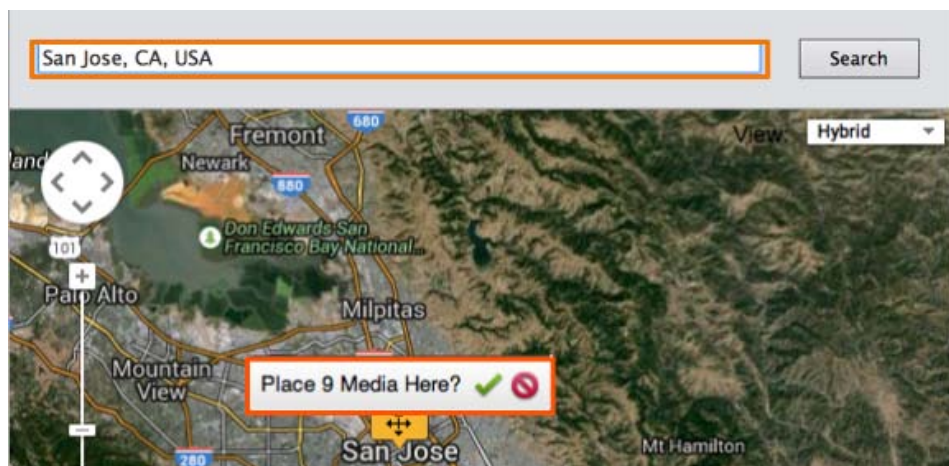 San Jose, CA, USA
Search
Fremont
680
View:
Hybrid
Newark
880
Don Edwards San
Francisco Bay National...
101
Palo Alto
Milpitas
Mountain
View
Place 9 Media Here?
San Jose
Mt Hamilton
280